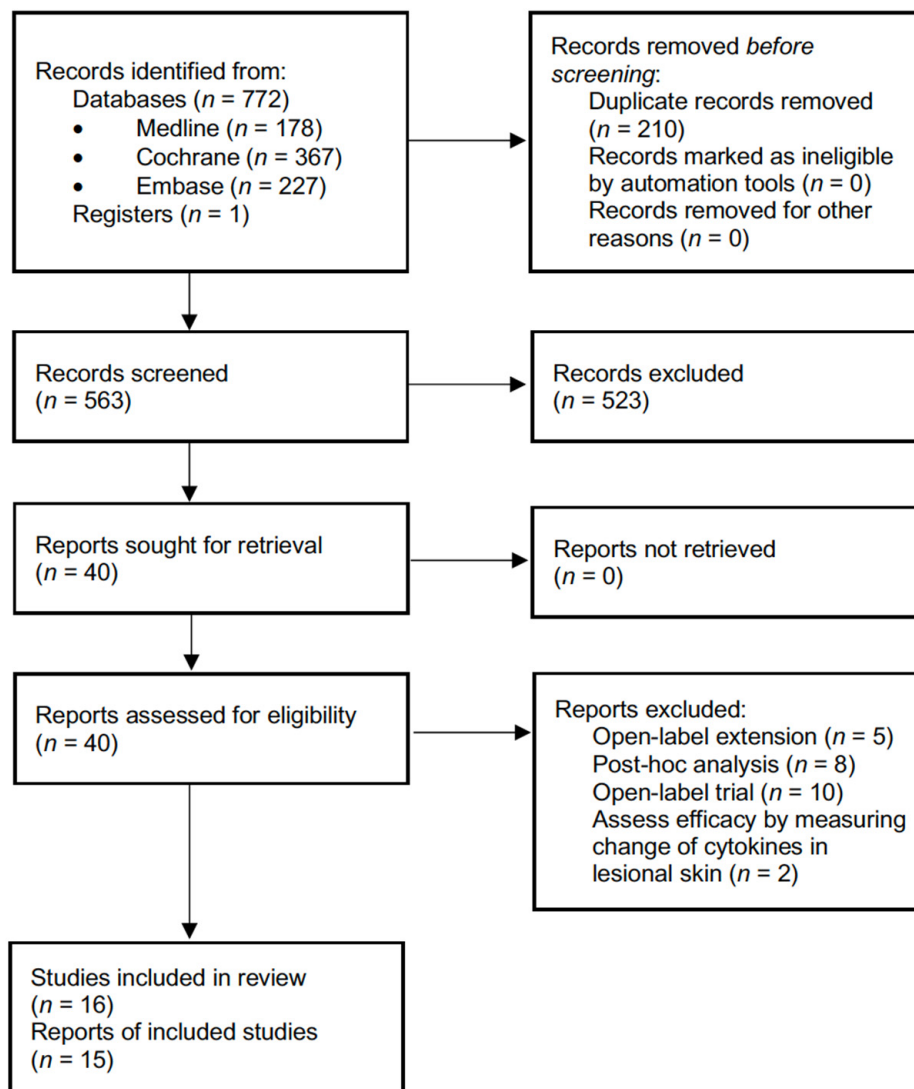 Records identified from:
Databases (n = 772)
• Medline (n = 178)
• Cochrane (n = 367)
• Embase (n = 227)
Registers (n = 1)
Records removed before
screening:
Duplicate records removed
(n = 210)
Records marked as ineligible
by automation tools (n = 0)
Records removed for other
reasons (n = 0)
Records screened
(n = 563)
Records excluded
(n = 523)
Reports sought for retrieval
(n = 40)
Reports not retrieved
(n = 0)
Reports assessed for eligibility
(n = 40)
Reports excluded:
Open-label extension (n = 5)
Post-hoc analysis (n = 8)
Open-label trial (n = 10)
Assess efficacy by measuring
change of cytokines in
lesional skin (n = 2)
Studies included in review
(n = 16)
Reports of included studies
(n = 15)